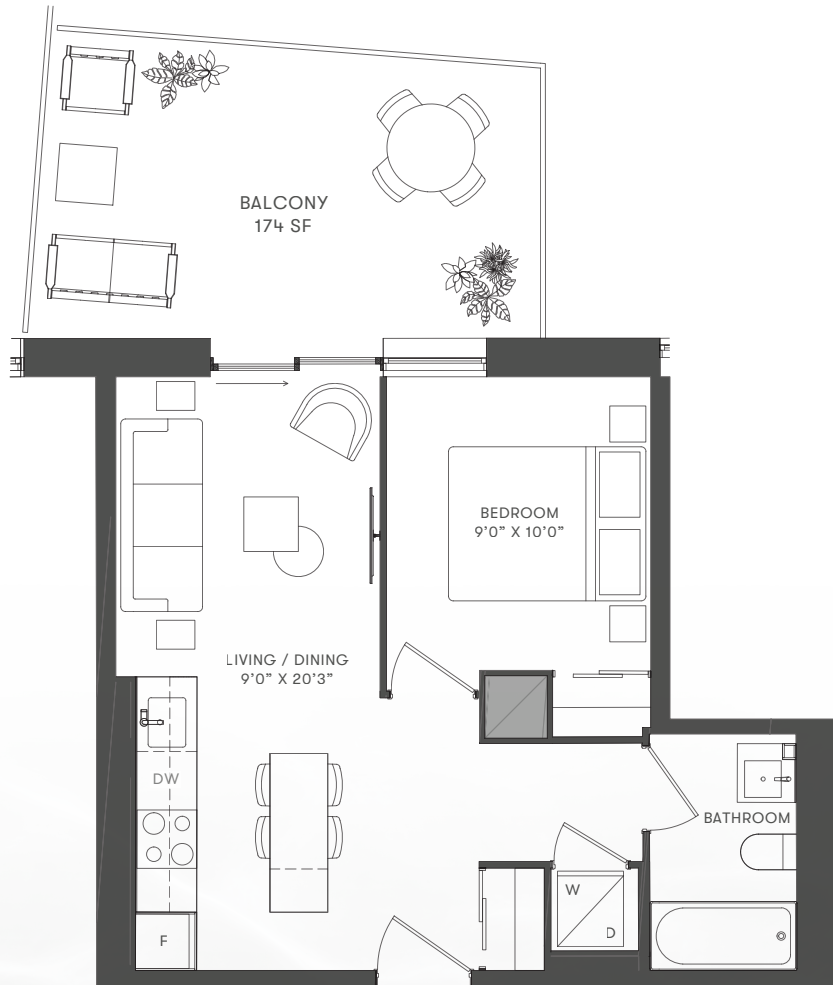 BALCONY
174 SF
BEDROOM
9'0" X 10'0"
LIVING / DINING
9'0" X 20'3"
DW
BATHROOM
W
D
F